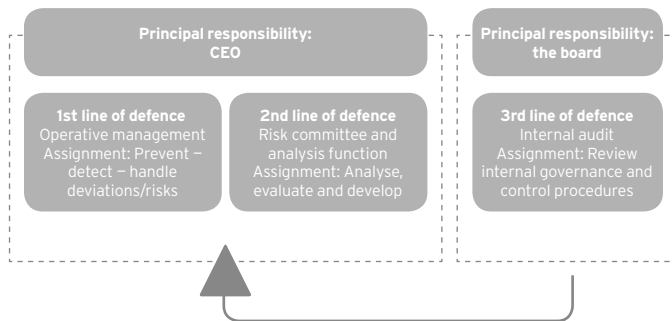 Principal responsibility:
CEO
Principal responsibility:
the board
1st line of defence
Operative management
Assignment: Prevent –
detect – handle
deviations/risks
2nd line of defence
Risk committee and
analysis function
Assignment: Analyse,
evaluate and develop
3rd line of defence
Internal audit
Assignment: Review
internal governance and
control procedures